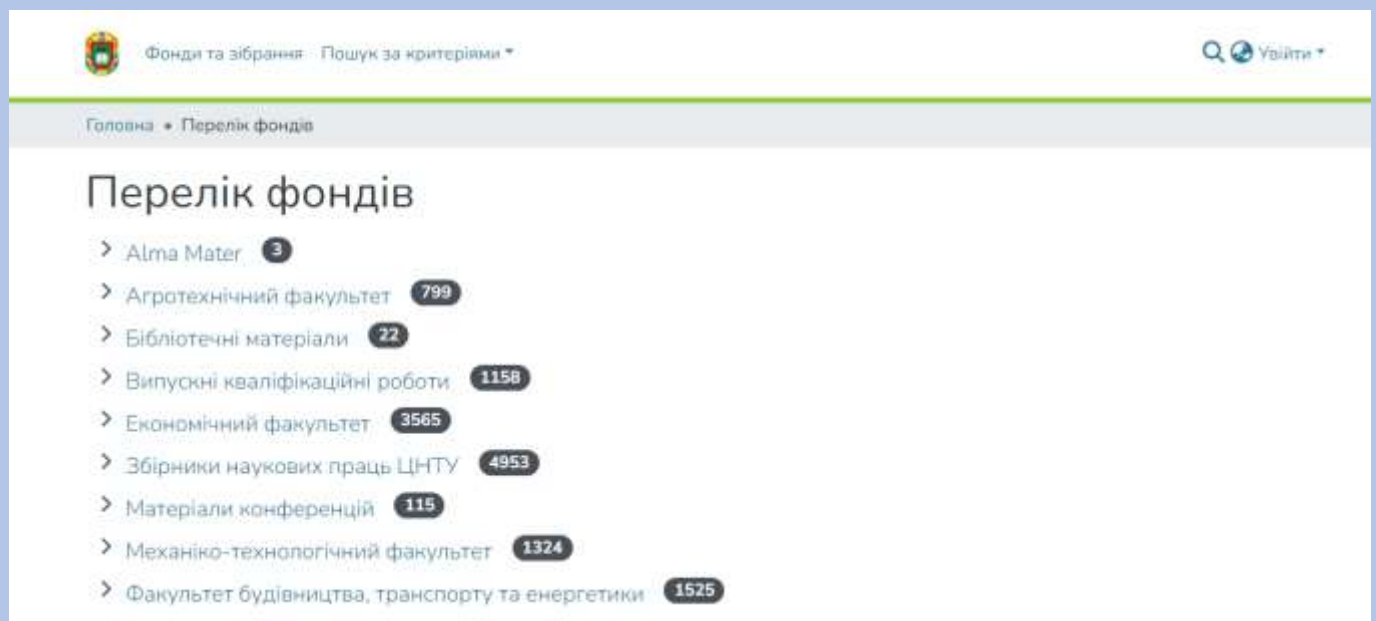 Фонди та зібрання Пошук за критеріями Увійти
Головна • Перелік фондів
Перелік фондів
Alma Mater 3
Агротехнічний факультет 799
Бібліотечні матеріали 22
Випускні кваліфікаційні роботи 1158
Економічний факультет 3565
Збірники наукових праць ЦНТУ 4953
Матеріали конференцій 115
Механіко-технологічний факультет 1324
Факультет будівництва, транспорту та енергетики 1525